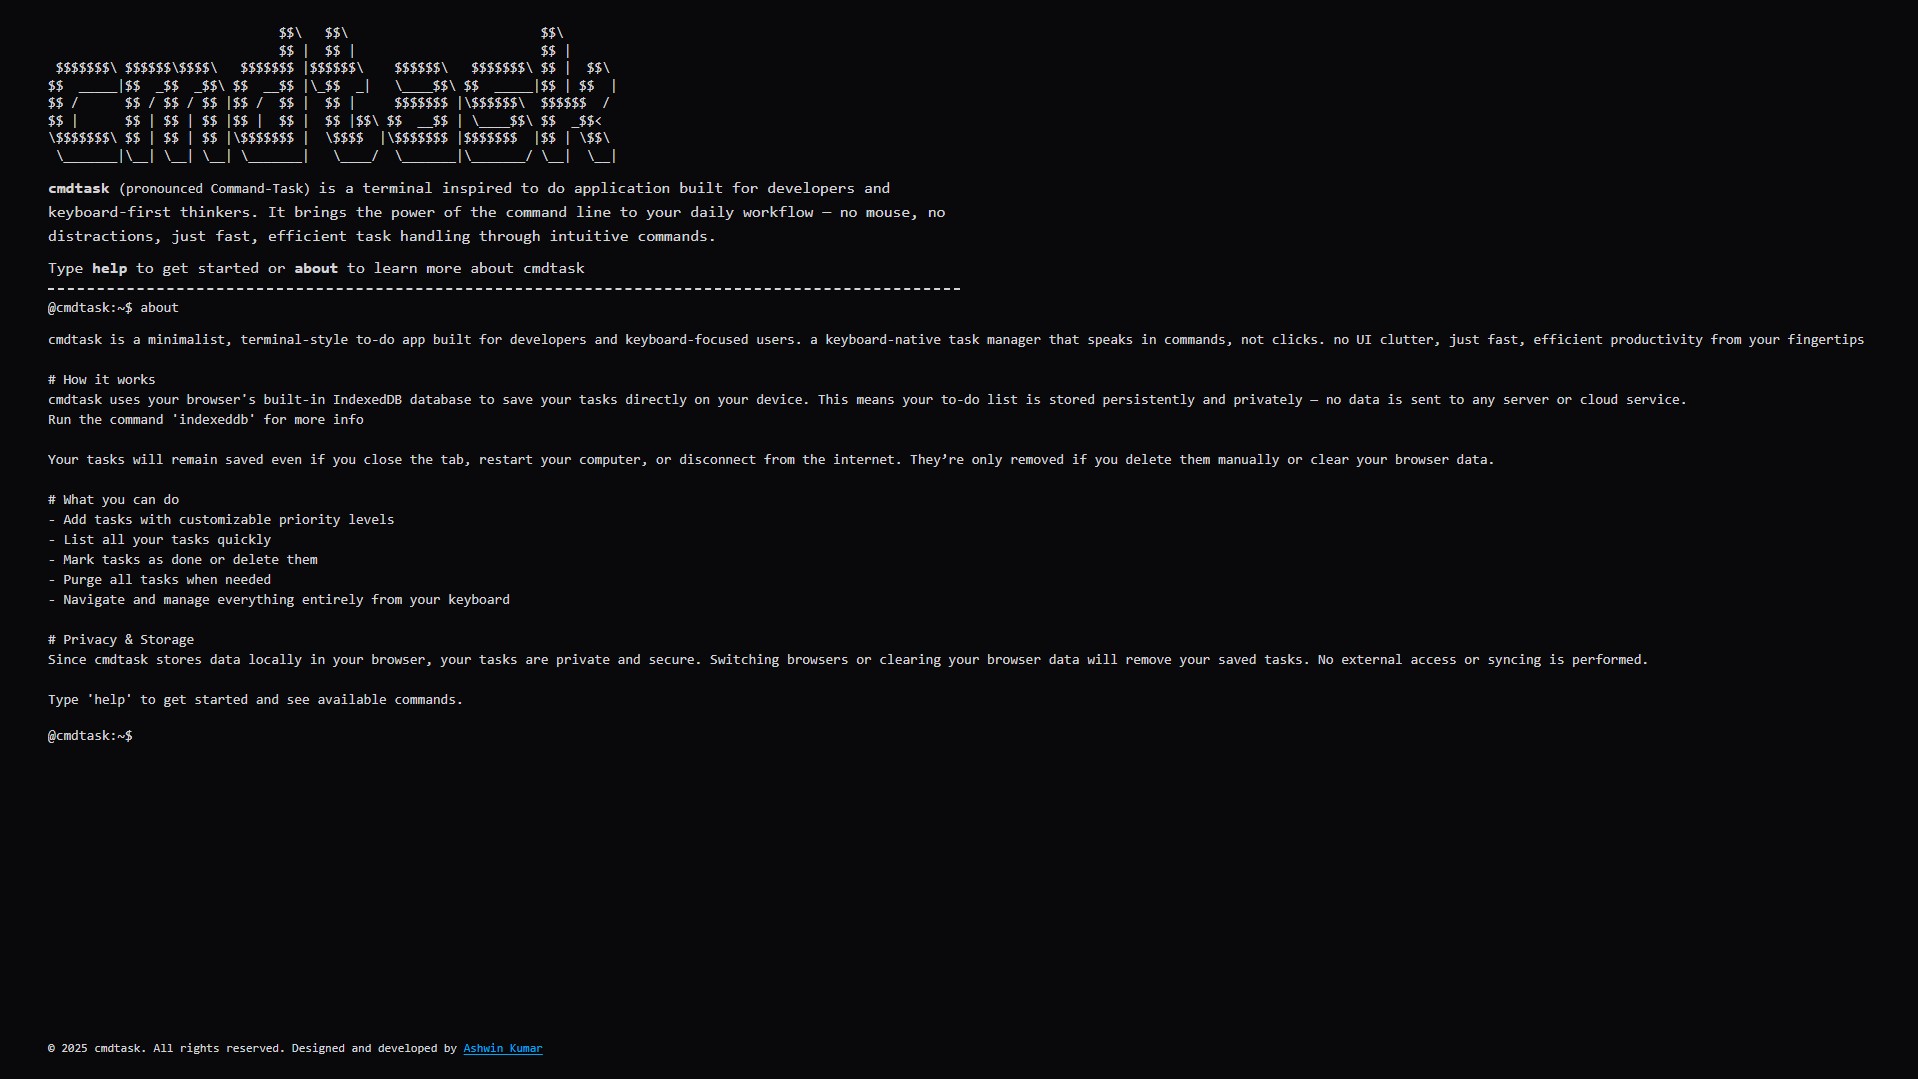 $$\   $$\                         $$\
                              $$ |  $$ |                        $$ |
 $$$$$$$\ $$$$$$\$$$$\   $$$$$$$ |$$$$$$\    $$$$$$\   $$$$$$$\ $$ |  $$\
$$  _____|$$  _$$  _$$\ $$  __$$ |\_$$  _|   \____$$\ $$  _____|$$ | $$  |
$$ /      $$ / $$ / $$ |$$ /  $$ |  $$ |     $$$$$$$ |\$$$$$$\  $$$$$$  /
$$ |      $$ | $$ | $$ |$$ |  $$ |  $$ |$$\ $$  __$$ | \____$$\ $$  _$$<
\$$$$$$$\ $$ | $$ | $$ |\$$$$$$$ |  \$$$$  |\$$$$$$$ |$$$$$$$  |$$ | \$$\
 \_______|\__| \__| \__| \_______|   \____/  \_______|\_______/ \__|  \__|
cmdtask (pronounced Command-Task) is a terminal inspired to do application built for developers and
keyboard-first thinkers. It brings the power of the command line to your daily workflow — no mouse, no
distractions, just fast, efficient task handling through intuitive commands.
Type help to get started or about to learn more about cmdtask
@cmdtask:~$ about
cmdtask is a minimalist, terminal-style to-do app built for developers and keyboard-focused users. a keyboard-native task manager that speaks in commands, not clicks. no UI clutter, just fast, efficient productivity from your fingertips
# How it works
cmdtask uses your browser's built-in IndexedDB database to save your tasks directly on your device. This means your to-do list is stored persistently and privately — no data is sent to any server or cloud service.
Run the command 'indexeddb' for more info
Your tasks will remain saved even if you close the tab, restart your computer, or disconnect from the internet. They’re only removed if you delete them manually or clear your browser data.
# What you can do
- Add tasks with customizable priority levels
- List all your tasks quickly
- Mark tasks as done or delete them
- Purge all tasks when needed
- Navigate and manage everything entirely from your keyboard
# Privacy & Storage
Since cmdtask stores data locally in your browser, your tasks are private and secure. Switching browsers or clearing your browser data will remove your saved tasks. No external access or syncing is performed.
Type 'help' to get started and see available commands.
@cmdtask:~$
© 2025 cmdtask. All rights reserved. Designed and developed by Ashwin Kumar